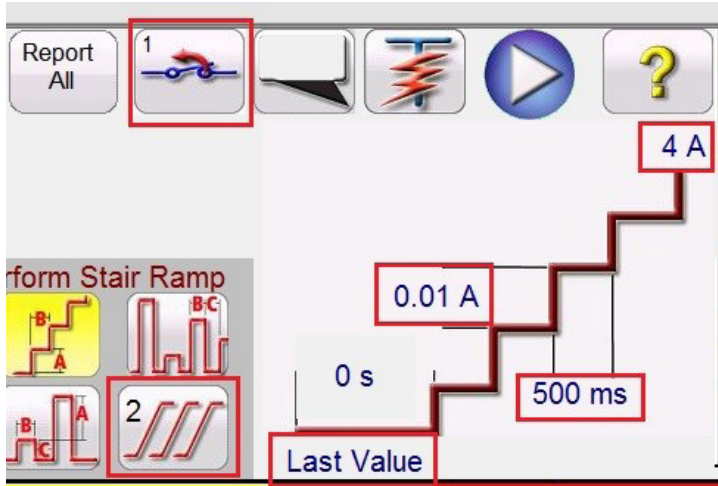 Report
All
1
?
4 A
rform Stair Ramp
B
A
B C
0.01 A
0 s
500 ms
B
A
C
2
Last Value